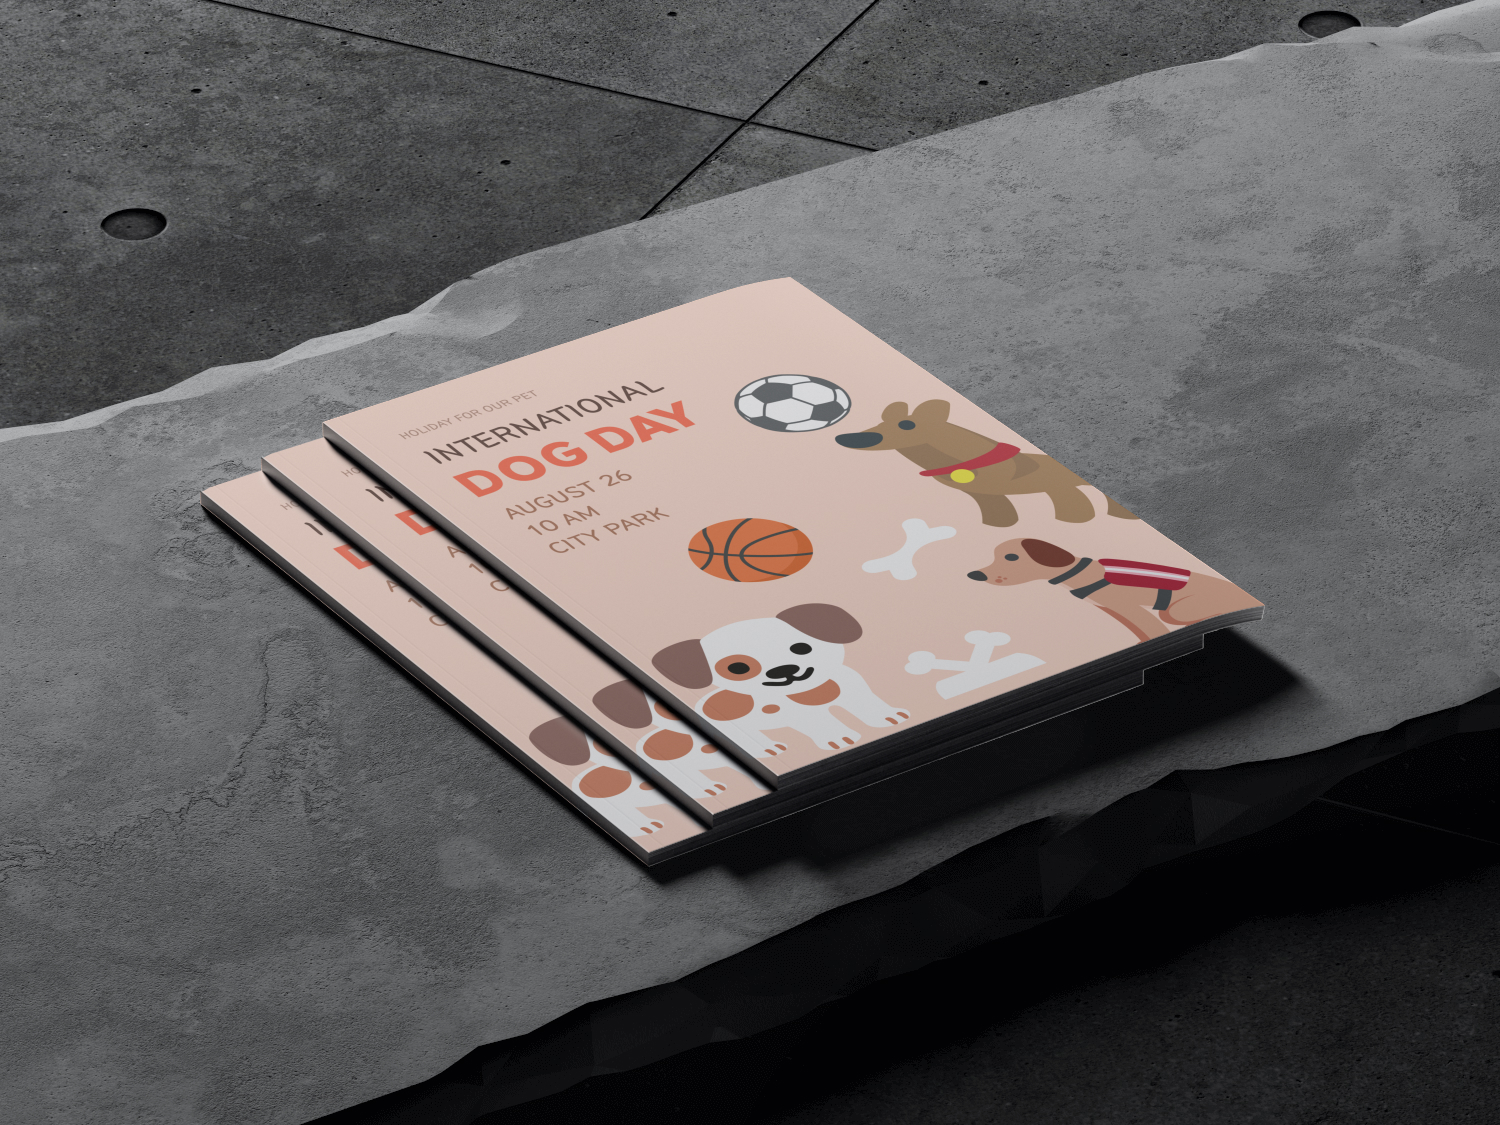 HOLIDAY FOR OUR PET
INTERNATIONAL
DOG DAY
AUGUST 26
10 AM
CITY PARK